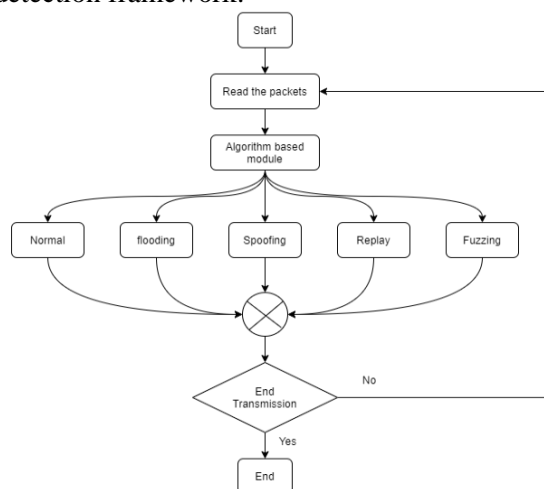 detection framework.
Start
Read the packets
Algorithm based
module
Normal
flooding
Spoofing
Replay
Fuzzing
End
Transmission
No
Yes
End